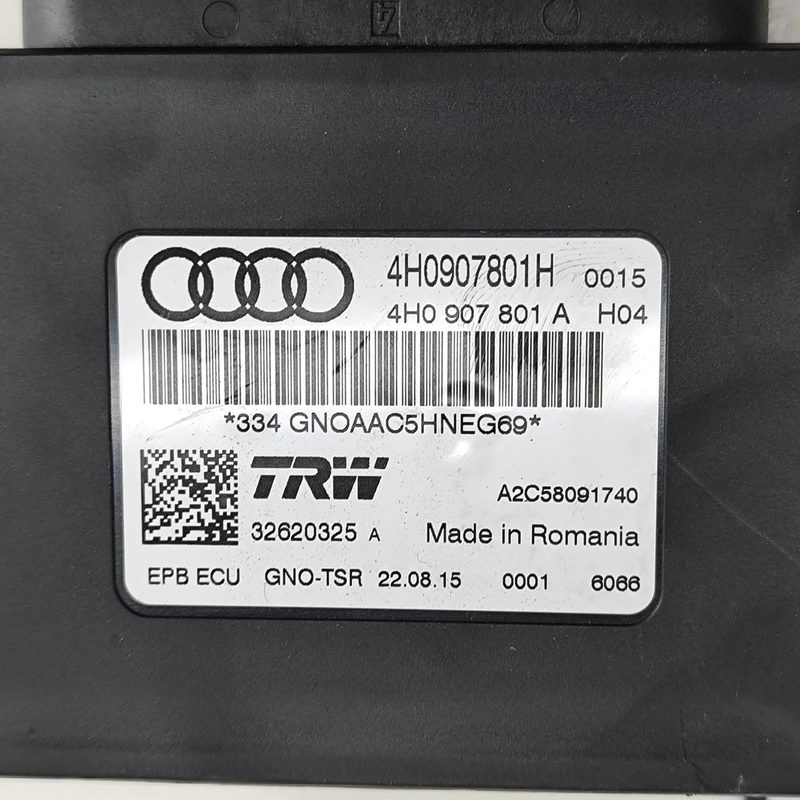 4H0907801H 0015
4H0 907 801 A H04
*334 GNOAAC5HNEG69*
TRW
A2C58091740
32620325 A Made in Romania
EPB ECU GNO-TSR 22.08.15 0001 6066